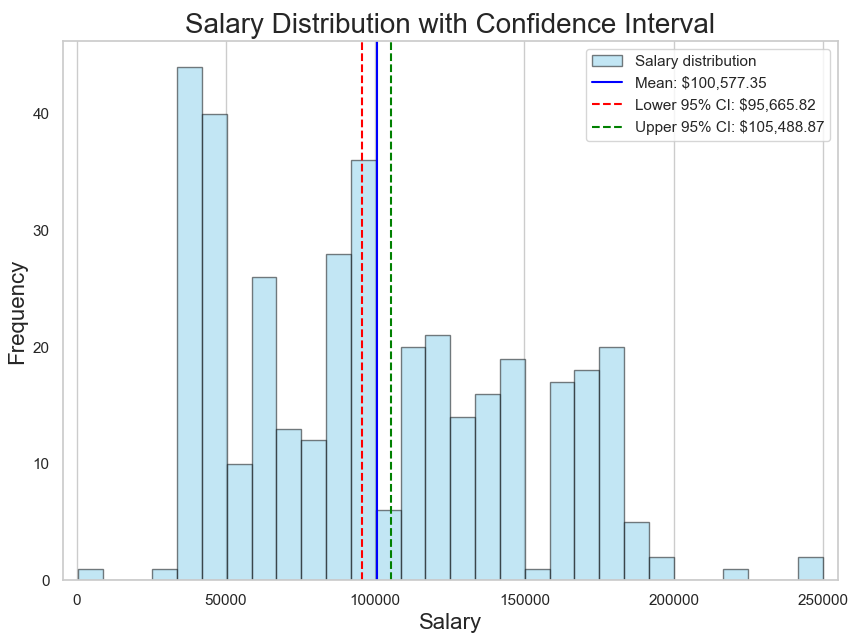 Salary Distribution with Confidence Interval
Salary distribution
Mean: $100,577.35
Lower 95% CI: $95,665.82
Upper 95% CI: $105,488.87
Frequency
40
30
20
10
0
0 50000 100000 150000 200000 250000
Salary